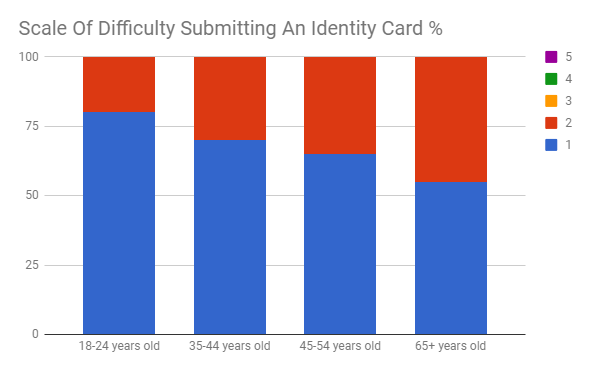 Scale Of Difficulty Submitting An Identity Card %
100
75
50
25
0
18-24 years old
35-44 years old
45-54 years old
65+ years old
5
4
3
2
1